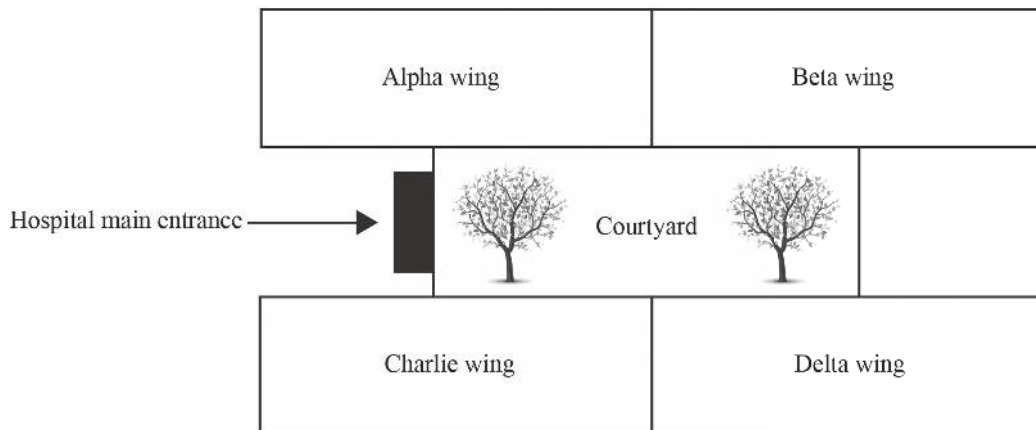 Alpha wing
Beta wing
Hospital main entrance
Courtyard
Charlie wing
Delta wing